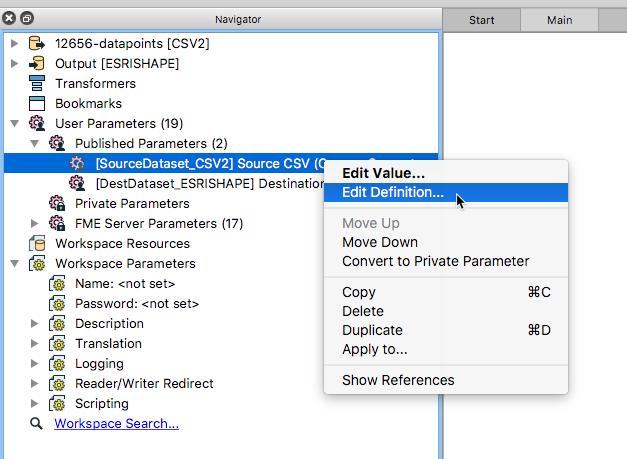 Navigator
Start
Main
12656-datapoints [CSV2]
Output [ESRISHAPE]
Transformers
Bookmarks
User Parameters (19)
Published Parameters (2)
[SourceDataset_CSV2] Source CSV (
[DestDataset_ESRISHAPE] Destination
Private Parameters
FME Server Parameters (17)
Workspace Resources
Workspace Parameters
Name: <not set>
Password: <not set>
Description
Translation
Logging
Reader/Writer Redirect
Scripting
Workspace Search...
Edit Value...
Edit Definition...
Move Up
Move Down
Convert to Private Parameter
Copy ⌘C
Delete
Duplicate ⌘D
Apply to...
Show References